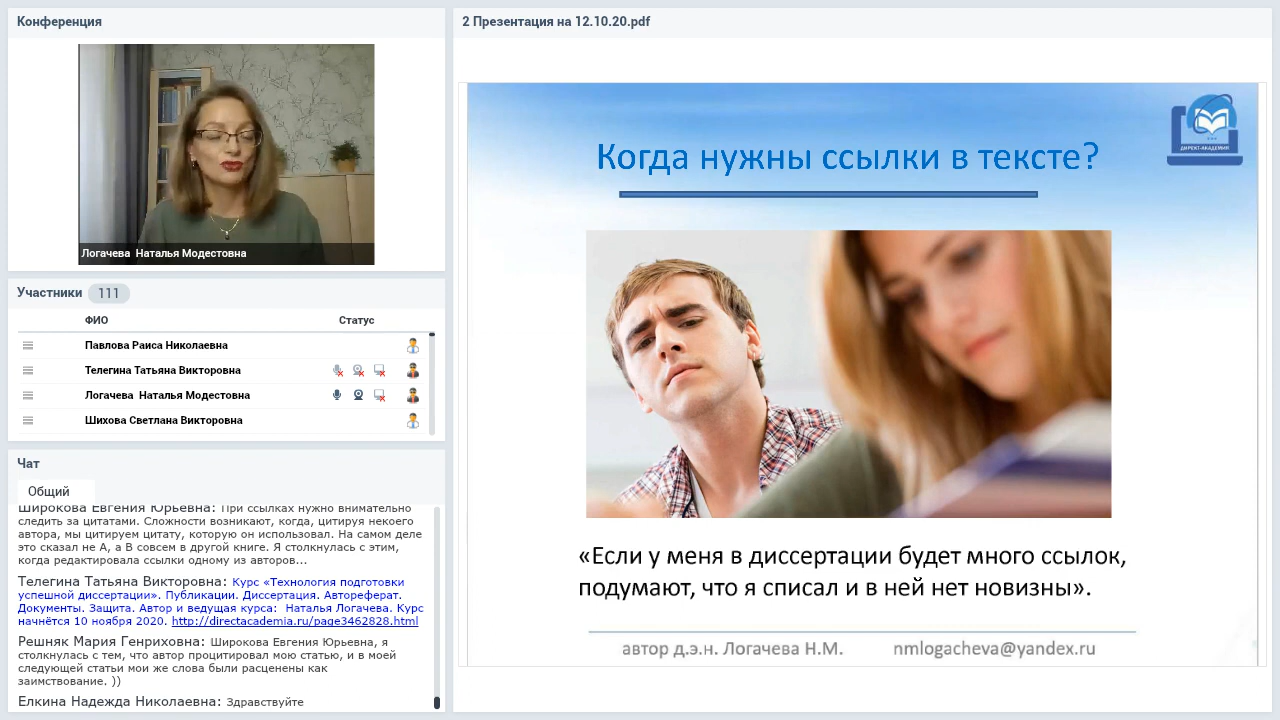 Конференция
Логачева Наталья Модестовна
Участники 111
ФИО Статус
Павлова Раиса Николаевна
Телегина Татьяна Викторовна
Логачева Наталья Модестовна
Шихова Светлана Викторовна
Чат
Общий
Широкова Евгения Юрьевна: При ссылках нужно внимательно
следить за цитатами. Сложности возникают, когда, цитируя некоего
автора, мы цитируем цитату, которую он использовал. На самом деле
это сказал не А, а В совсем в другой книге. Я столкнулась с этим,
когда редактировала ссылки одному из авторов...
Телегина Татьяна Викторовна: Курс «Технология подготовки
успешной диссертации». Публикации. Диссертация. Автореферат.
Документы. Защита. Автор и ведущая курса: Наталья Логачева. Курс
начнётся 10 ноября 2020. http://directacademia.ru/page3462828.html
Решняк Мария Генриховна: Широкова Евгения Юрьевна, я
столкнулась с тем, что автор процитировал мою статью, и в моей
следующей статьи мои же слова были расценены как
заимствование. ))
Елкина Надежда Николаевна: Здравствуйте
2 Презентация на 12.10.20.pdf
ДИРЕКТ-АКАДЕМИЯ
Когда нужны ссылки в тексте?
«Если у меня в диссертации будет много ссылок,
подумают, что я списал и в ней нет новизны».
автор д.э.н. Логачева Н.М. nmlogacheva@yandex.ru